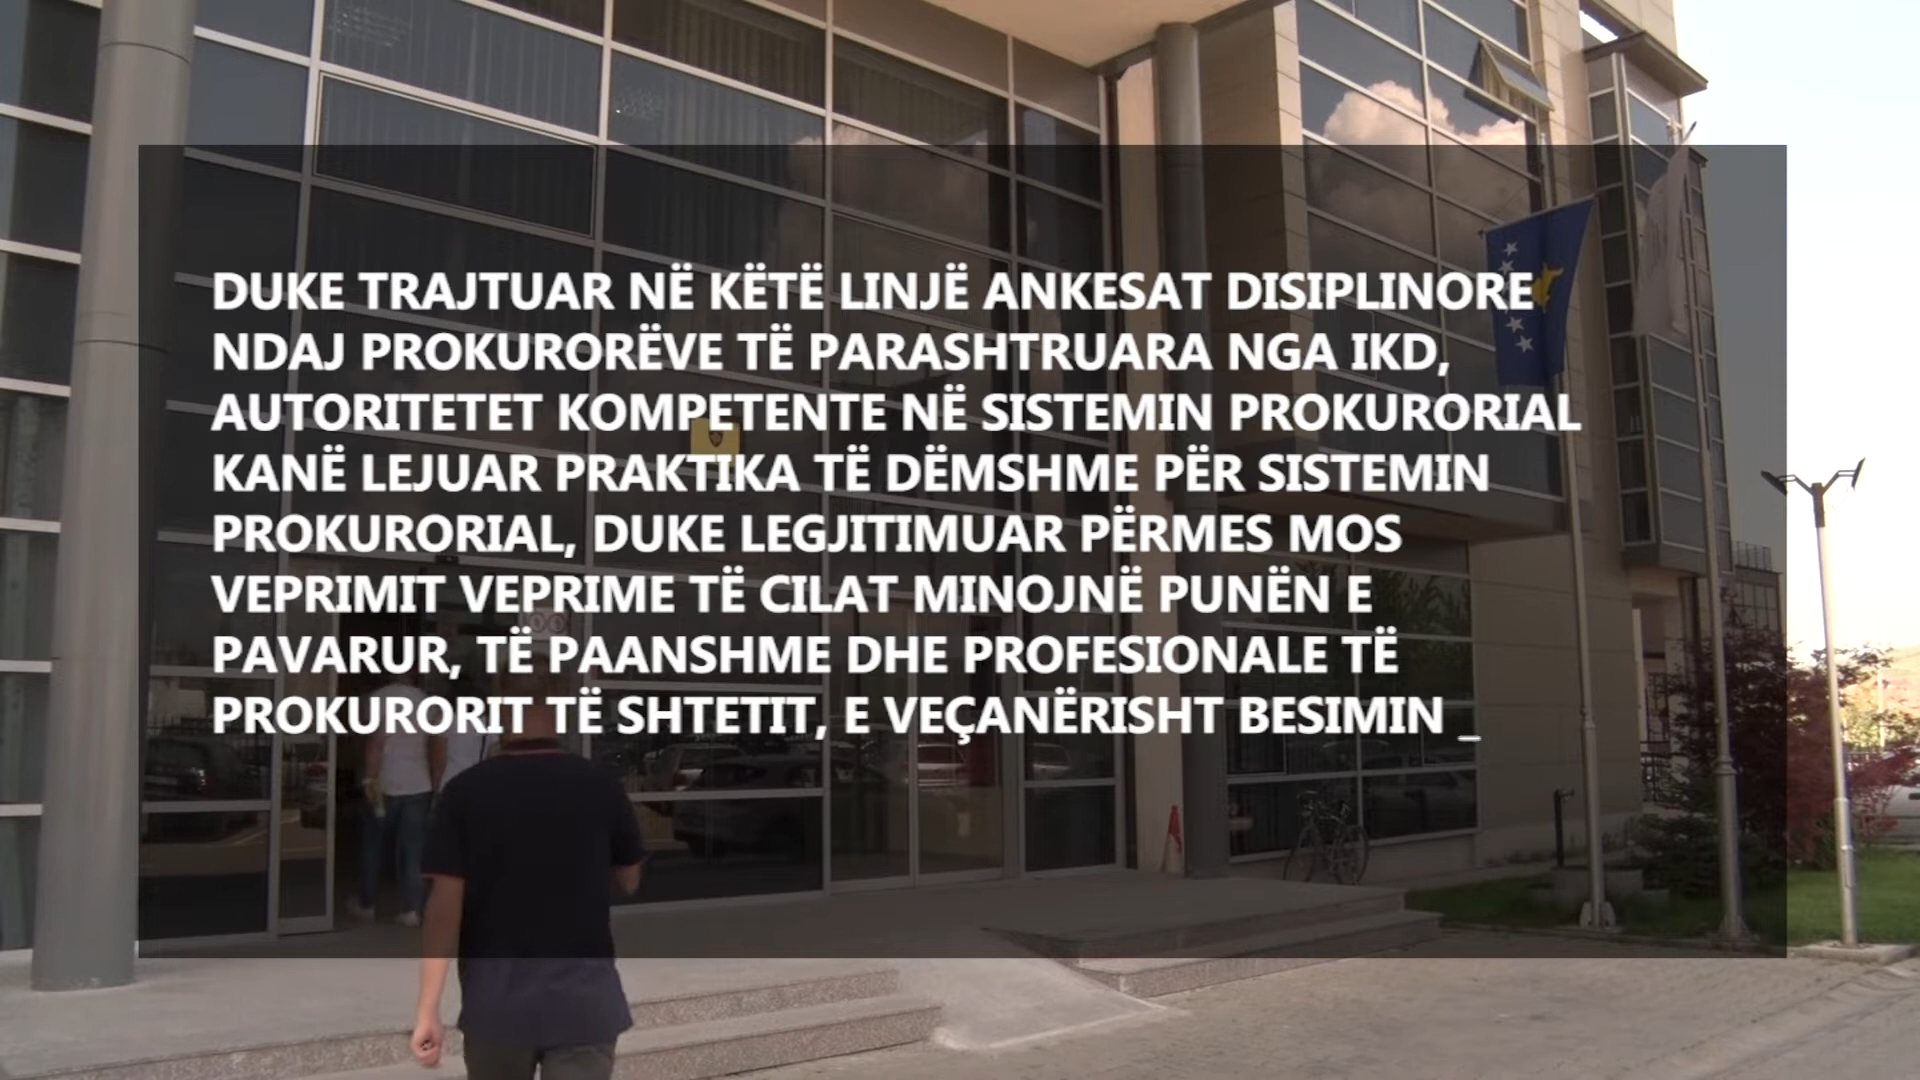 DUKE TRAJTUAR NË KËTË LINJË ANKESAT DISIPLINORE
NDAJ PROKURORËVE TË PARASHTRUARA NGA IKD,
AUTORITETET KOMPETENTE NË SISTEMIN PROKURORIAL
KANË LEJUAR PRAKTIKA TË DËMSHME PËR SISTEMIN
PROKURORIAL, DUKE LEGJITIMUAR PËRMES MOS
VEPRIMIT VEPRIME TË CILAT MINOJNË PUNËN E
PAVARUR, TË PAANSHME DHE PROFESIONALE TË
PROKURORIT TË SHTETIT, E VEÇANËRISHT BESIMIN _